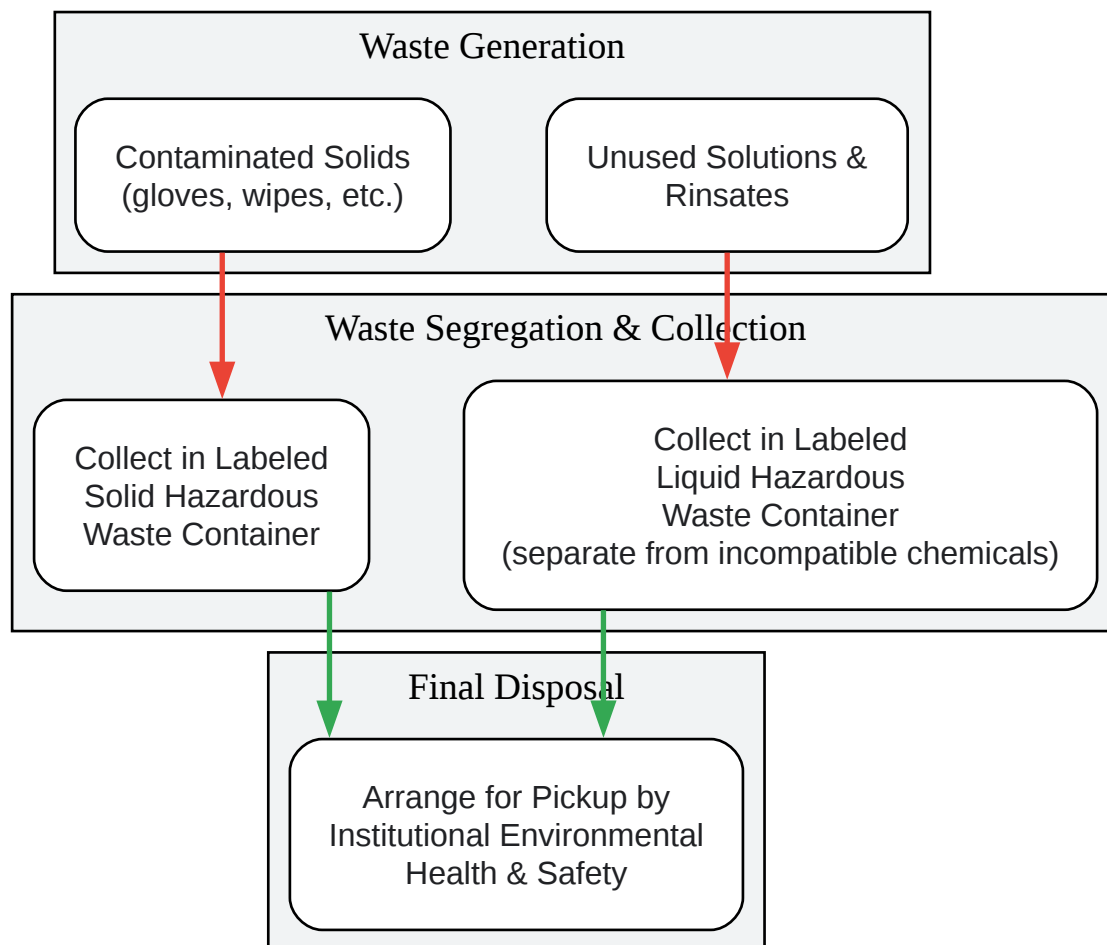 Waste Generation
Contaminated Solids
(gloves, wipes, etc.)
Unused Solutions &
Rinsates
Waste Segregation & Collection
Collect in Labeled
Solid Hazardous
Waste Container
Collect in Labeled
Liquid Hazardous
Waste Container
(separate from incompatible chemicals)
Final Disposal
Arrange for Pickup by
Institutional Environmental
Health & Safety